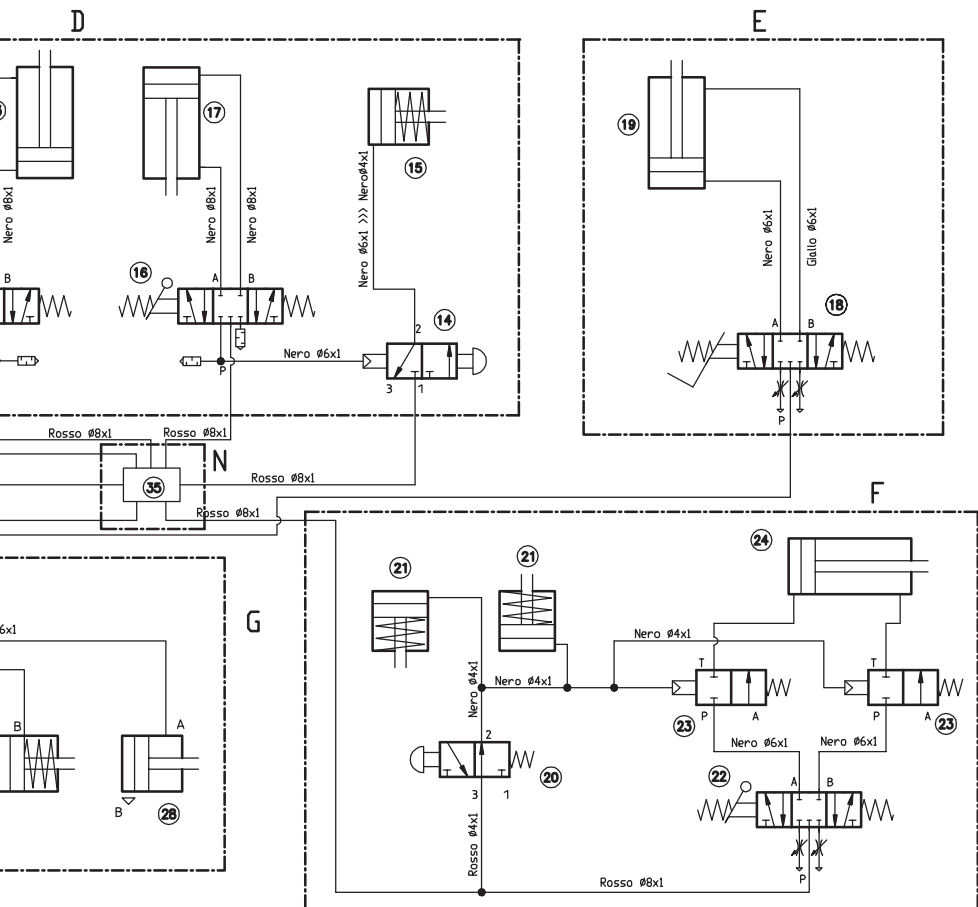 D
E
17
15
19
Nero Ø8x1
Nero Ø8x1
Nero Ø8x1
Nero Ø6x1 >>> NeroØ4x1
Nero Ø6x1
Giallo Ø6x1
B
16
A
B
14
2
18
A
B
Nero Ø6x1
P
3
1
P
Rosso Ø8x1
Rosso Ø8x1
N
35
Rosso Ø8x1
Rosso Ø8x1
F
24
21
21
G
6x1
Nero Ø4x1
T
T
Nero Ø4x1
Nero Ø4x1
P
A
P
A
23
23
B
A
2
Nero Ø6x1
Nero Ø6x1
20
22
A
B
3
1
B
28
Rosso Ø4x1
P
Rosso Ø8x1